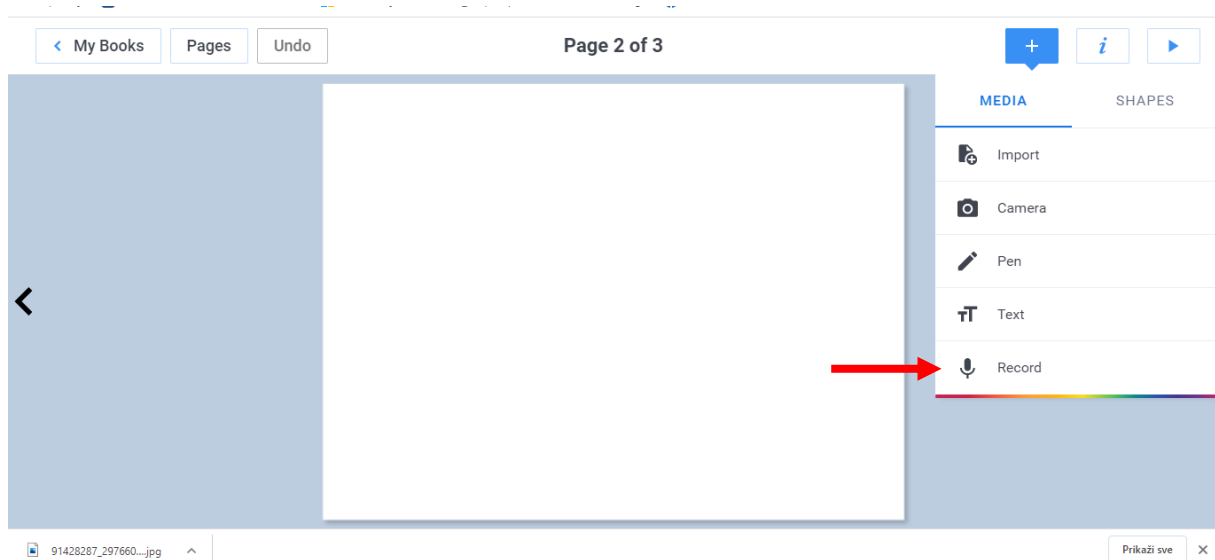 My Books
Pages
Undo
Page 2 of 3
i
MEDIA
SHAPES
Import
Camera
Pen
Text
Record
91428287_297660....jpg
Prikaži sve